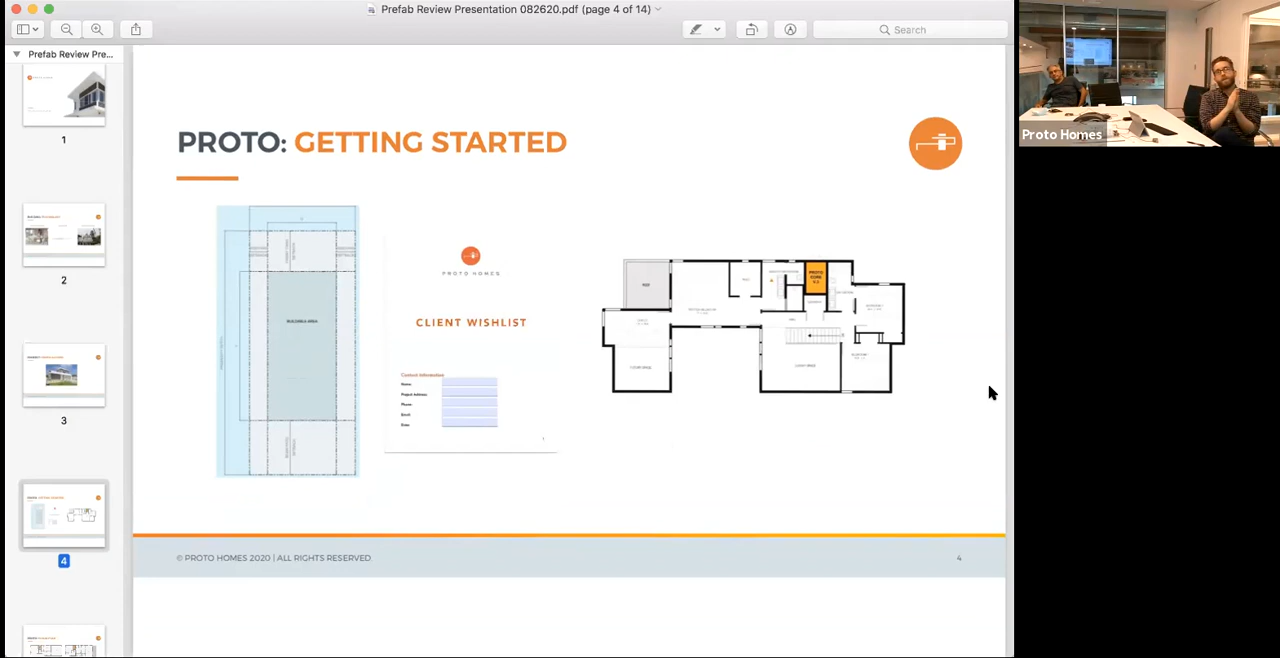 Prefab Review Presentation 082620.pdf (page 4 of 14)
Search
Prefab Review Pre...
1
2
3
4
PROTO: GETTING STARTED
BUILDABLE AREA
PROTO HOMES
CLIENT WISHLIST
Contact Information
Name:
Project Address:
Phone:
Email:
Date:
PROTO
CORE
© PROTO HOMES 2020 | ALL RIGHTS RESERVED.
4
Proto Homes